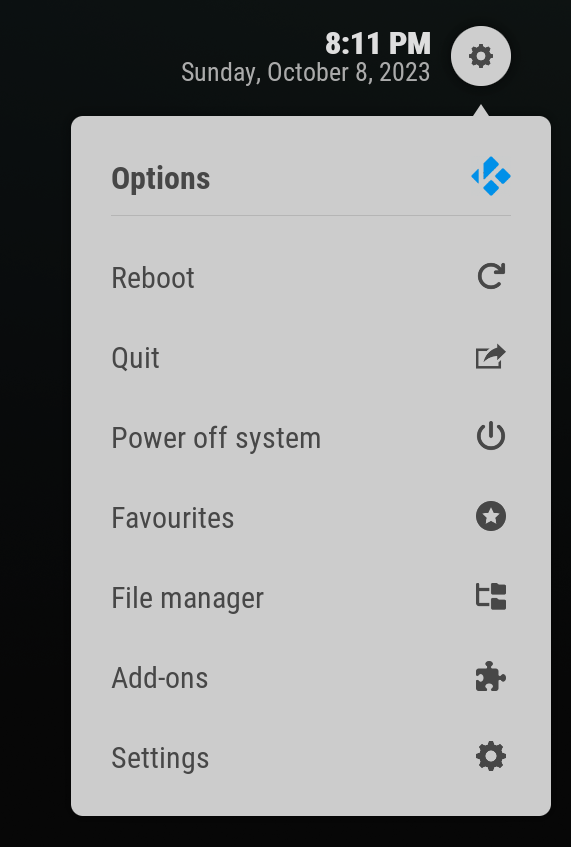 8:11 PM
Sunday, October 8, 2023
Options
Reboot
Quit
Power off system
Favourites
File manager
Add-ons
Settings